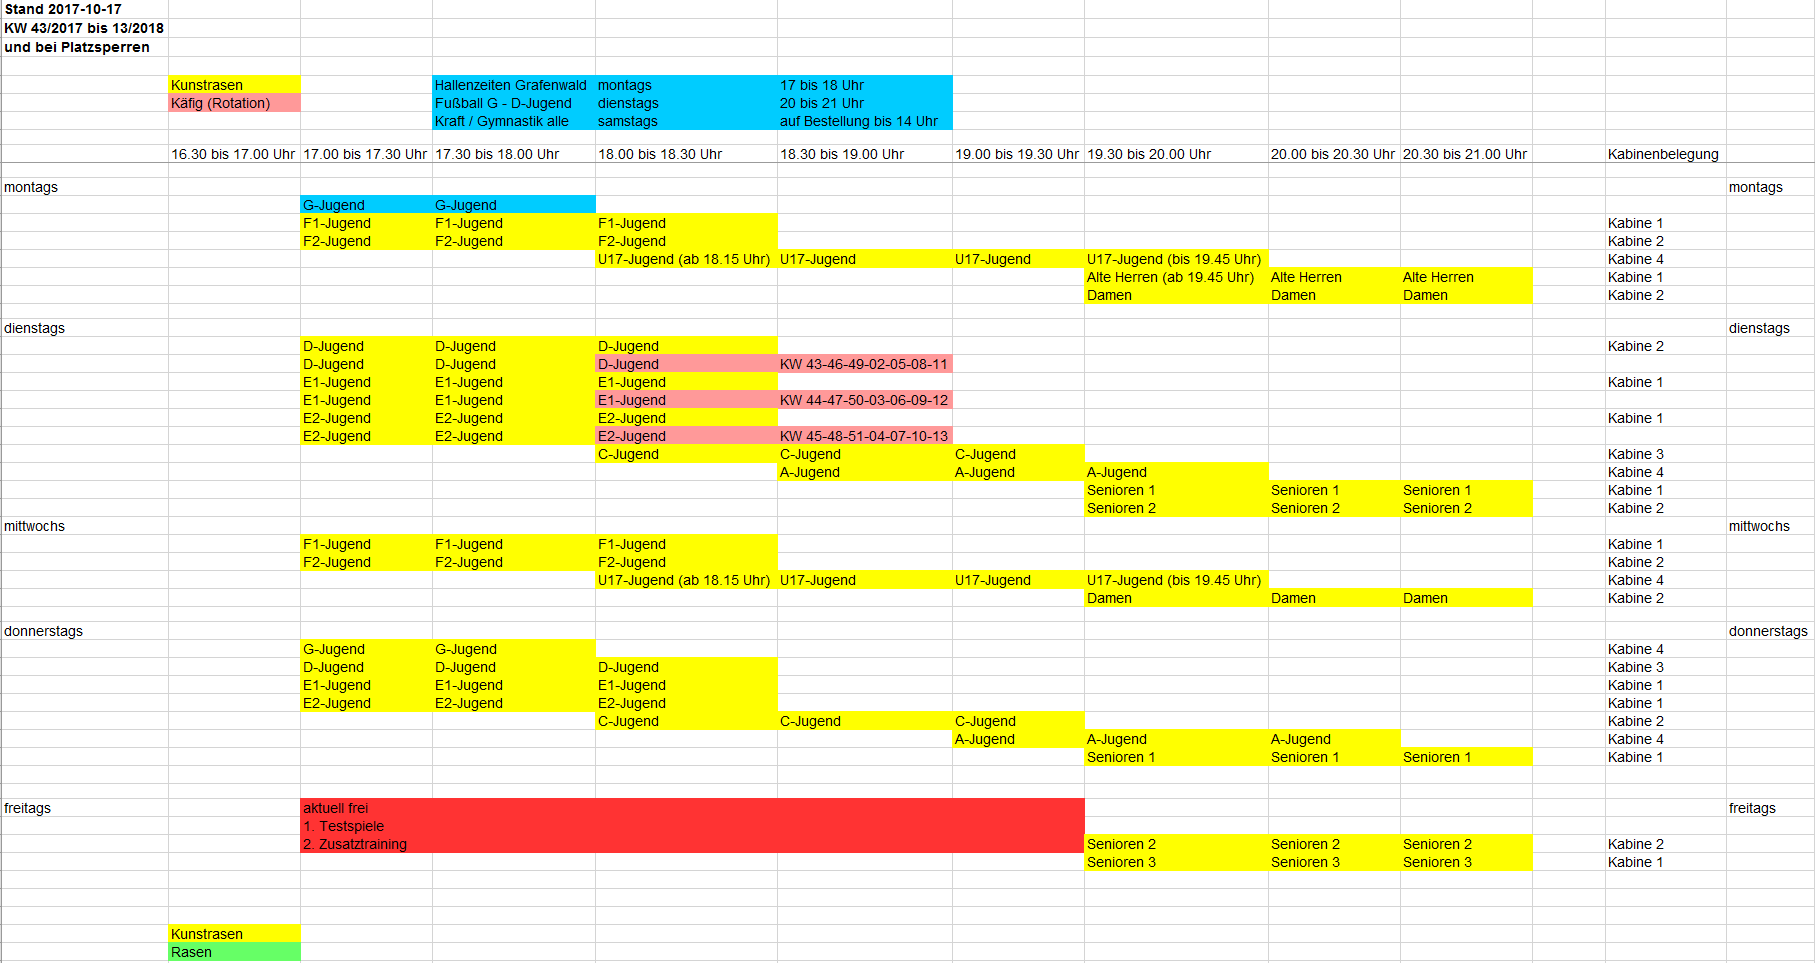 Stand 2017-10-17
KW 43/2017 bis 13/2018
und bei Platzsperren
Kunstrasen Hallenzeiten Grafenwald montags 17 bis 18 Uhr
Käfig (Rotation) Fußball G - D-Jugend dienstags 20 bis 21 Uhr
Kraft / Gymnastik alle samstags auf Bestellung bis 14 Uhr
16.30 bis 17.00 Uhr 17.00 bis 17.30 Uhr 17.30 bis 18.00 Uhr 18.00 bis 18.30 Uhr 18.30 bis 19.00 Uhr 19.00 bis 19.30 Uhr 19.30 bis 20.00 Uhr 20.00 bis 20.30 Uhr 20.30 bis 21.00 Uhr Kabinenbelegung
montags montags
G-Jugend G-Jugend
F1-Jugend F1-Jugend F1-Jugend Kabine 1
F2-Jugend F2-Jugend F2-Jugend Kabine 2
U17-Jugend (ab 18.15 Uhr) U17-Jugend U17-Jugend U17-Jugend (bis 19.45 Uhr) Kabine 4
Alte Herren (ab 19.45 Uhr) Alte Herren Alte Herren Kabine 1
Damen Damen Damen Kabine 2
dienstags dienstags
D-Jugend D-Jugend D-Jugend Kabine 2
D-Jugend D-Jugend D-Jugend KW 43-46-49-02-05-08-11
E1-Jugend E1-Jugend E1-Jugend Kabine 1
E1-Jugend E1-Jugend E1-Jugend KW 44-47-50-03-06-09-12
E2-Jugend E2-Jugend E2-Jugend Kabine 1
E2-Jugend E2-Jugend E2-Jugend KW 45-48-51-04-07-10-13
C-Jugend C-Jugend C-Jugend Kabine 3
A-Jugend A-Jugend A-Jugend Kabine 4
Senioren 1 Senioren 1 Senioren 1 Kabine 1
Senioren 2 Senioren 2 Senioren 2 Kabine 2
mittwochs mittwochs
F1-Jugend F1-Jugend F1-Jugend Kabine 1
F2-Jugend F2-Jugend F2-Jugend Kabine 2
U17-Jugend (ab 18.15 Uhr) U17-Jugend U17-Jugend U17-Jugend (bis 19.45 Uhr) Kabine 4
Damen Damen Damen Kabine 2
donnerstags donnerstags
G-Jugend G-Jugend Kabine 4
D-Jugend D-Jugend D-Jugend Kabine 3
E1-Jugend E1-Jugend E1-Jugend Kabine 1
E2-Jugend E2-Jugend E2-Jugend Kabine 1
C-Jugend C-Jugend C-Jugend Kabine 2
A-Jugend A-Jugend A-Jugend Kabine 4
Senioren 1 Senioren 1 Senioren 1 Kabine 1
freitags aktuell frei freitags
1. Testspiele
2. Zusatztraining Senioren 2 Senioren 2 Senioren 2 Kabine 2
Senioren 3 Senioren 3 Senioren 3 Kabine 1
Kunstrasen
Rasen